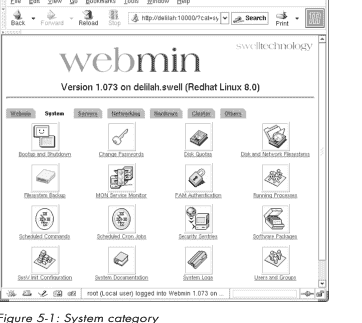 File Edit View Go Bookmarks Tools Window Help
Back Forward Reload Stop http://delilah:10000/?cat=sy Search Print
webmin
swelltechnology
Version 1.073 on delilah.swell (Redhat Linux 8.0)
Webmin System Servers Networking Hardware Cluster Others
Bootup and Shutdown Change Passwords Disk Quotas Disk and Network Filesystems
Filesystem Backup MON Service Monitor PAM Authentication Running Processes
Scheduled Commands Scheduled Cron Jobs Security Sentries Software Packages
SysV Init Configuration System Documentation System Logs Users and Groups
root (Local user) logged into Webmin 1.073 on ...
Figure 5-1: System category